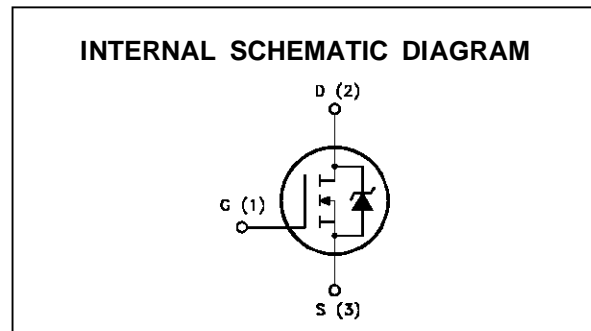 INTERNAL SCHEMATIC DIAGRAM
D (2)
G (1)
S (3)